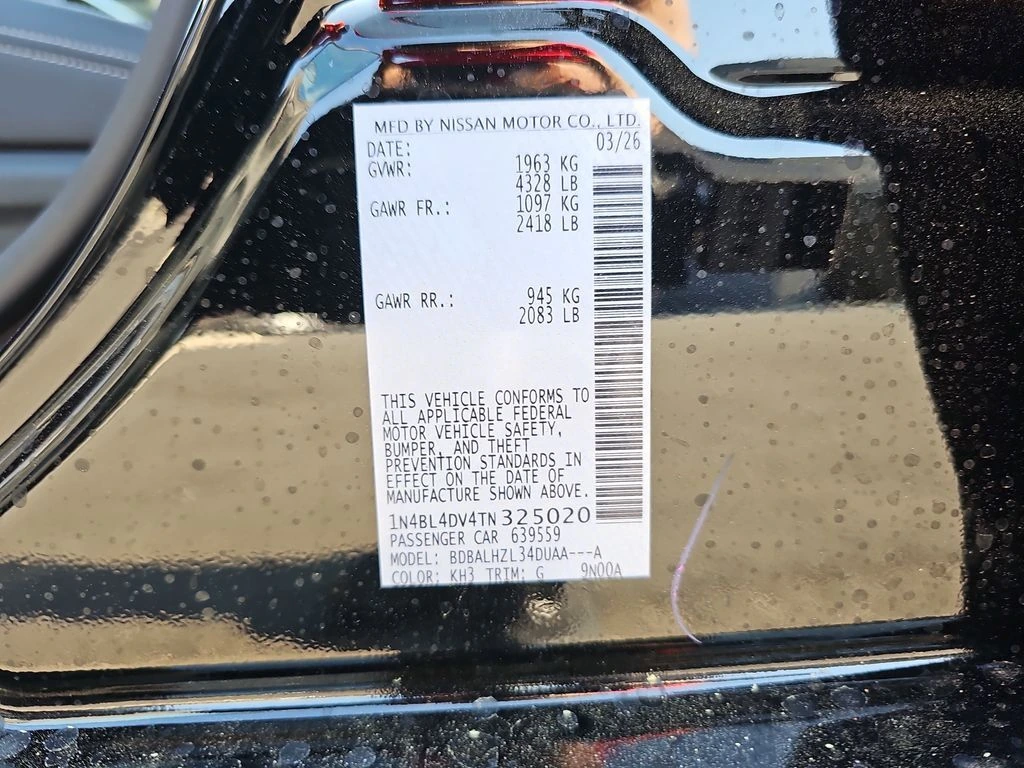 MFD BY NISSAN MOTOR CO., LTD.
DATE: 03/26
GVWR: 1963 KG
4328 LB
GAWR FR.: 1097 KG
2418 LB
GAWR RR.: 945 KG
2083 LB
THIS VEHICLE CONFORMS TO
ALL APPLICABLE FEDERAL
MOTOR VEHICLE SAFETY,
BUMPER, AND THEFT
PREVENTION STANDARDS IN
EFFECT ON THE DATE OF
MANUFACTURE SHOWN ABOVE.
1N4BL4DV4TN325020
PASSENGER CAR 639559
MODEL: BDBALHZL34DUAA---A
COLOR: KH3 TRIM: G 9N00A